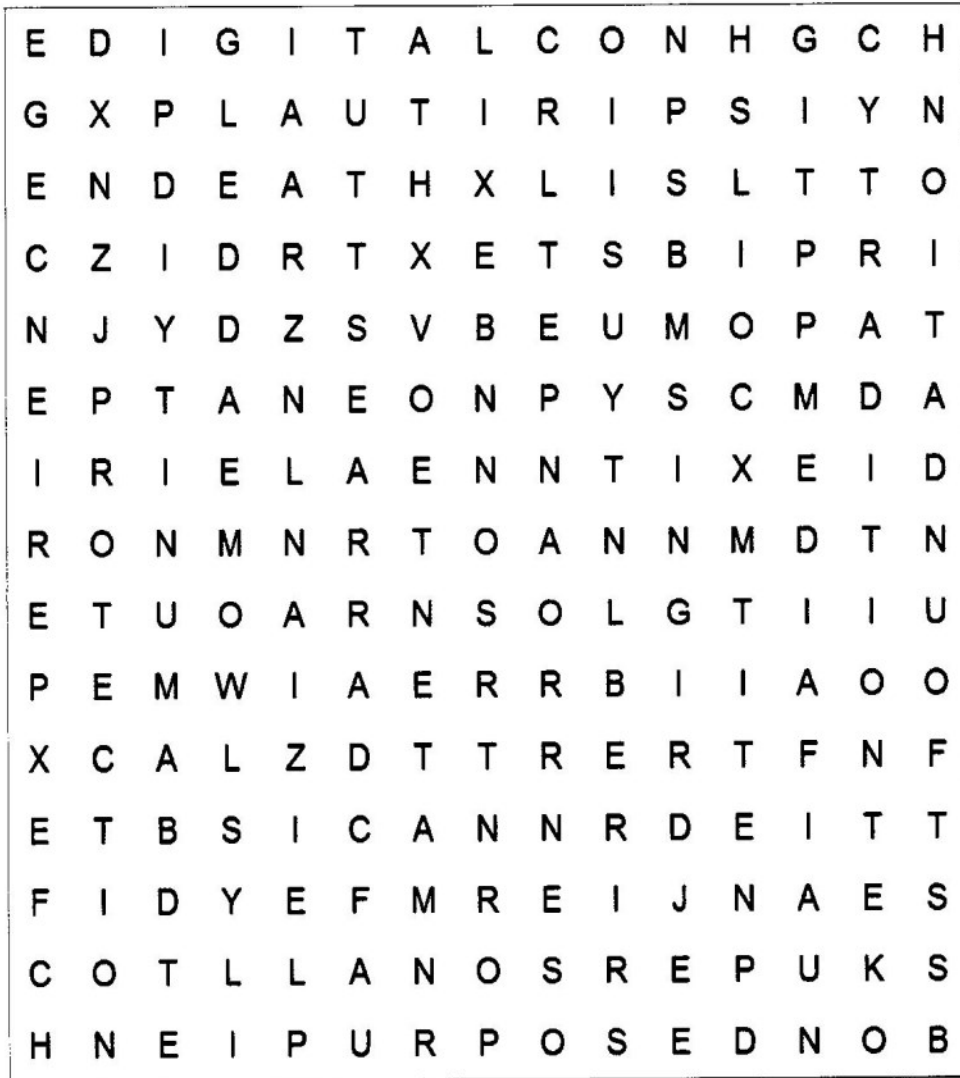 E D I G I T A L C O N H G C H
G X P L A U T I R I P S I Y N
E N D E A T H X L I S L T T O
C Z I D R T X E T S B I P R I
N J Y D Z S V B E U M O P A T
E P T A N E O N P Y S C M D A
I R I E L A E N N T I X E I D
R O N M N R T O A N N M D T N
E T U O A R N S O L G T I I U
P E M W I A E R R B I I A O O
X C A L Z D T T R E R T F N F
E T B S I C A N N R D E I T T
F I D Y E F M R E I J N A E S
C O T L L A N O S R E P U K S
H N E I P U R P O S E D N O B